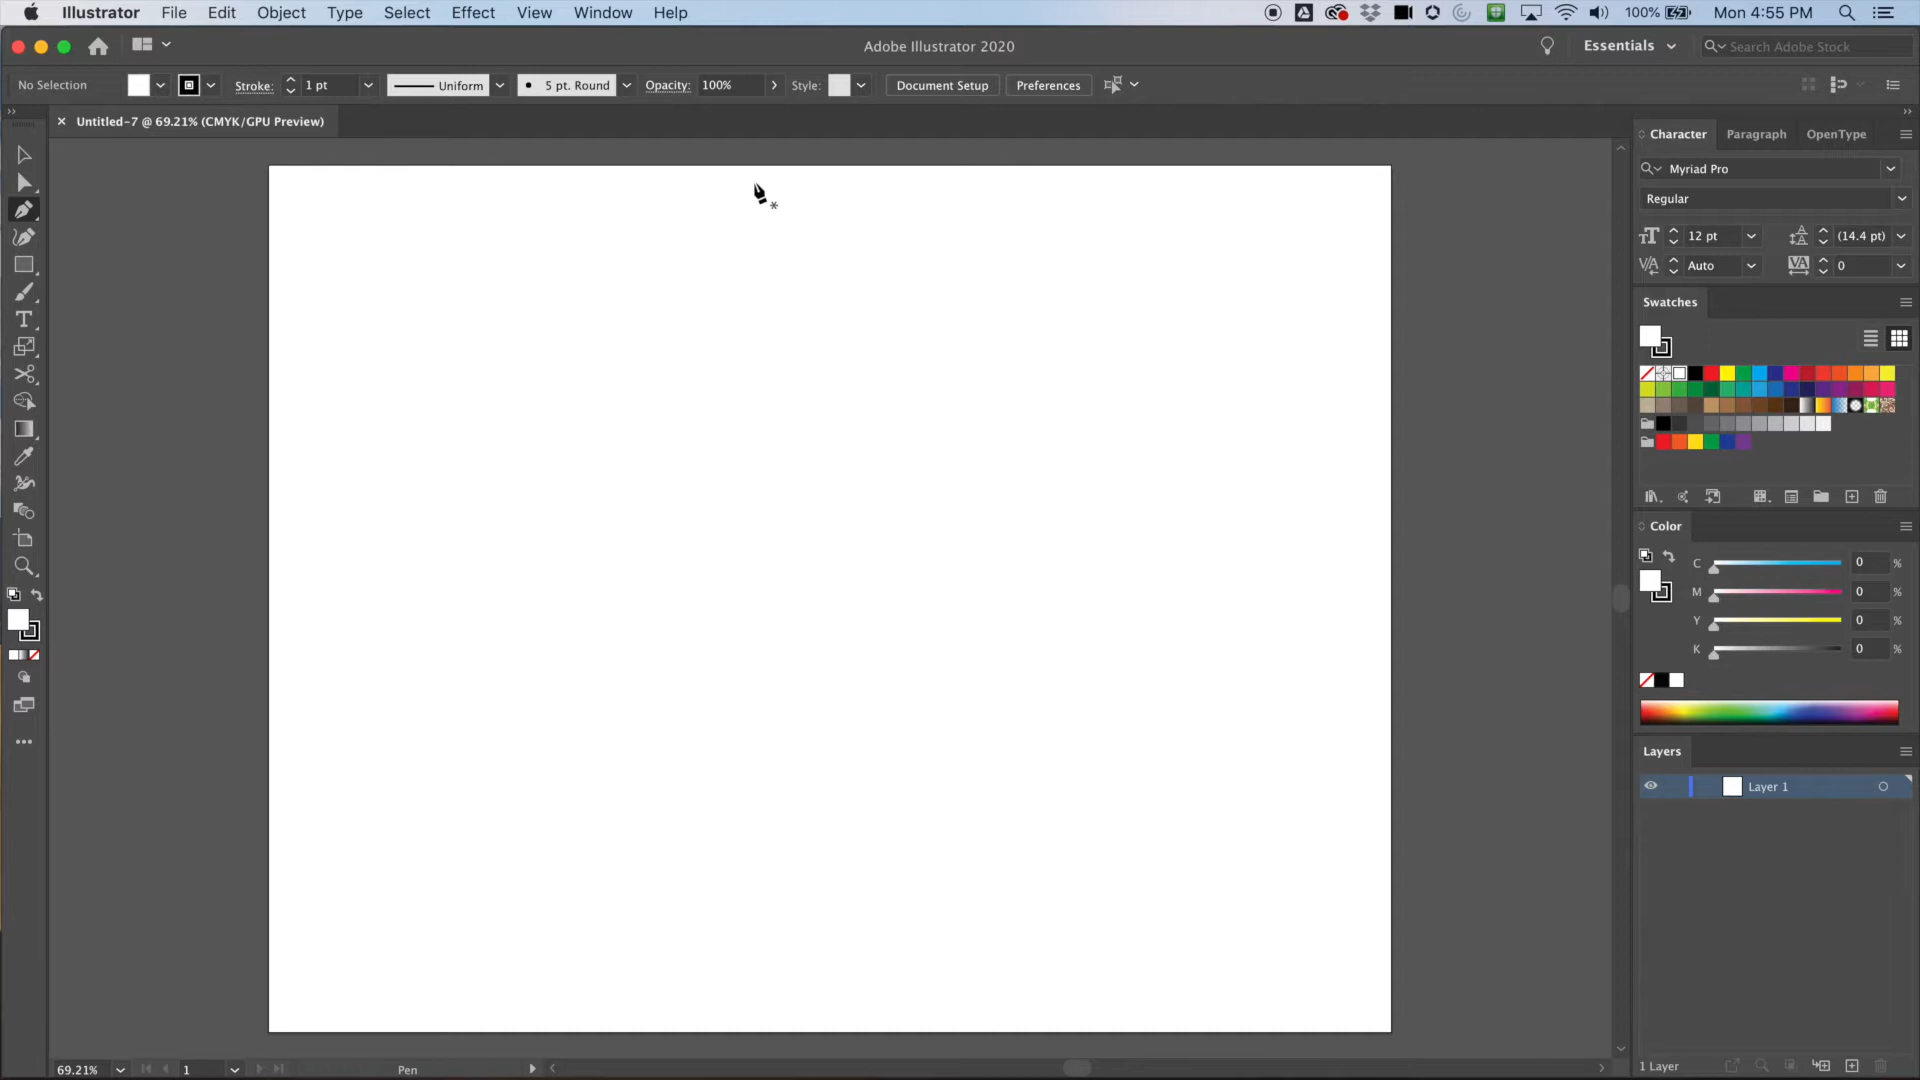 Illustrator File Edit Object Type Select Effect View Window Help 100% Mon 4:55 PM
Adobe Illustrator 2020 Essentials Search Adobe Stock
No Selection Stroke: 1 pt Uniform 5 pt. Round Opacity: 100% Style: Document Setup Preferences
Untitled-7 @ 69.21% (CMYK/GPU Preview)
Character Paragraph OpenType
Myriad Pro
Regular
12 pt (14.4 pt)
Auto 0
Swatches
Color
C 0 %
M 0 %
Y 0 %
K 0 %
Layers
Layer 1
69.21% 1 Pen 1 Layer